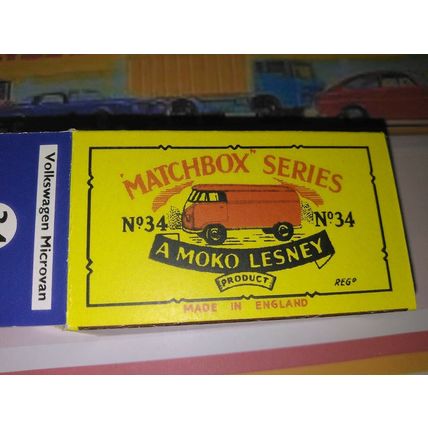 "MATCHBOX" SERIES
Nº34 Nº34
A MOKO LESNEY
PRODUCT
REGD
MADE IN ENGLAND
Volkswagen Microvan